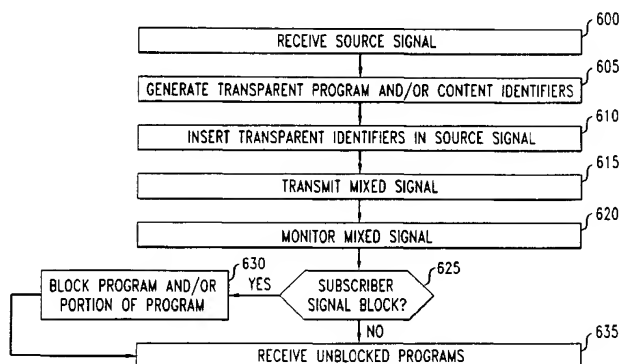 600
RECEIVE SOURCE SIGNAL
605
GENERATE TRANSPARENT PROGRAM AND/OR CONTENT IDENTIFIERS
610
INSERT TRANSPARENT IDENTIFIERS IN SOURCE SIGNAL
615
TRANSMIT MIXED SIGNAL
620
MONITOR MIXED SIGNAL
630
BLOCK PROGRAM AND/OR
PORTION OF PROGRAM
YES
625
SUBSCRIBER
SIGNAL BLOCK?
NO
635
RECEIVE UNBLOCKED PROGRAMS